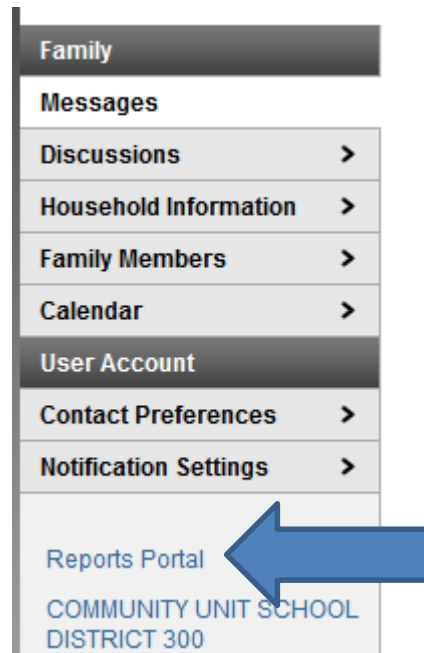 Family
Messages
Discussions
Household Information
Family Members
Calendar
User Account
Contact Preferences
Notification Settings
Reports Portal
COMMUNITY UNIT SCHOOL
DISTRICT 300